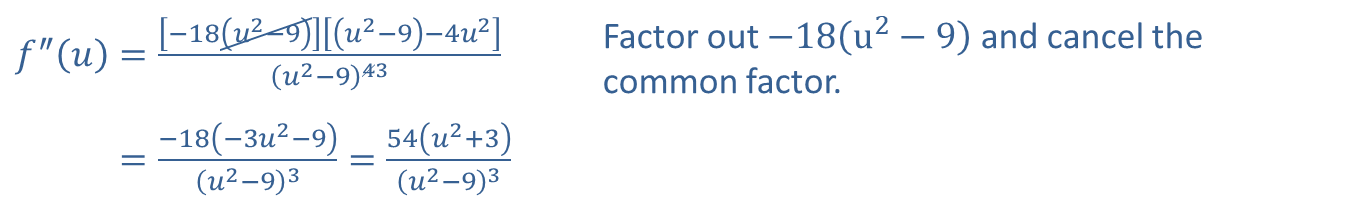 f″(u) = [−18(u²−9)][(u²−9)−4u²] / (u²−9)⁴³
Factor out −18(u² − 9) and cancel the
common factor.
= −18(−3u²−9) / (u²−9)³ = 54(u²+3) / (u²−9)³